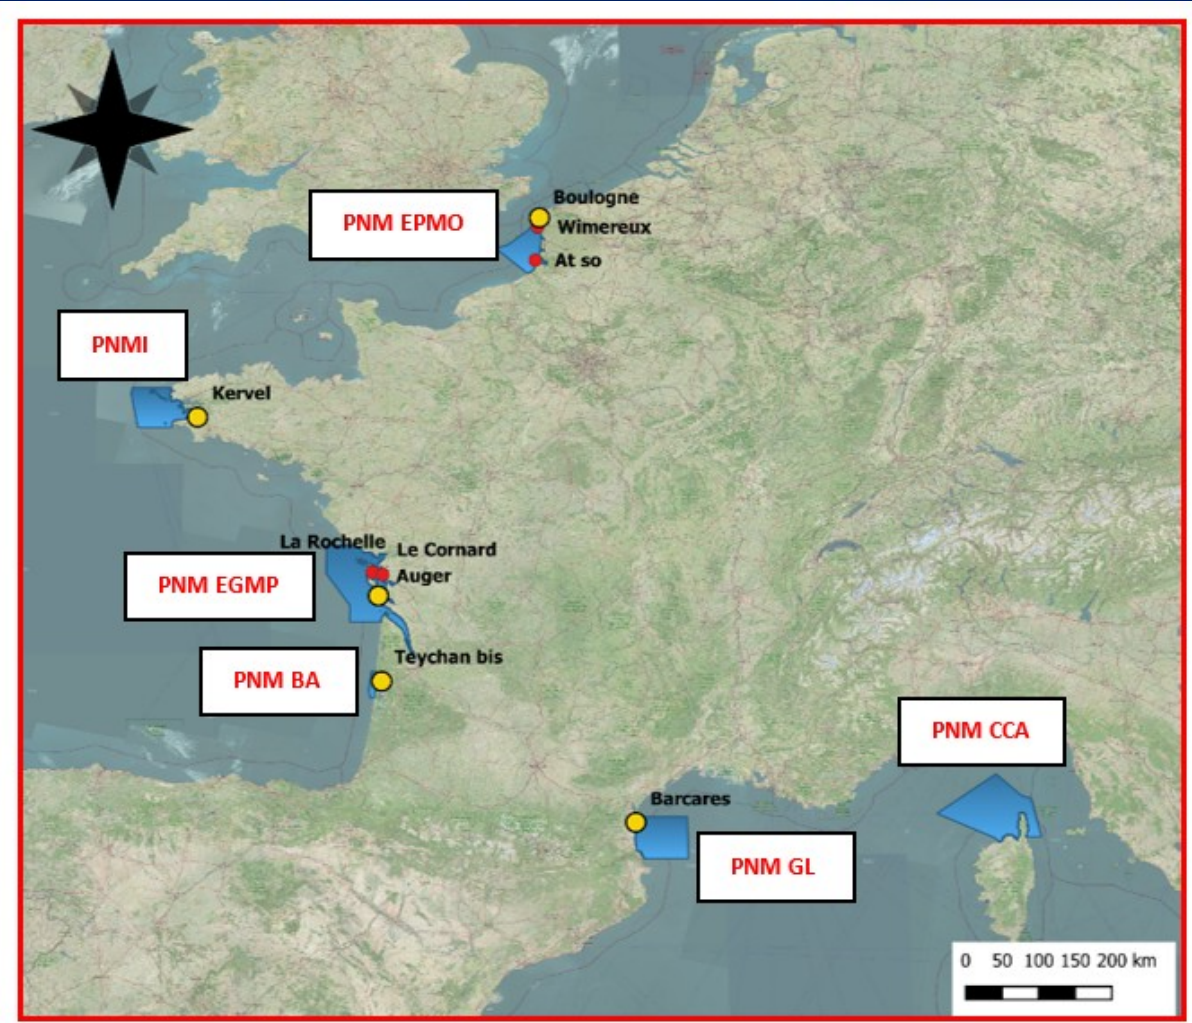 Boulogne
PNM EPMO
Wimereux
At so
PNMI
Kervel
La Rochelle
Le Cornard
PNM EGMP
Auger
Teychan bis
PNM BA
PNM CCA
Barcares
PNM GL
0 50 100 150 200 km